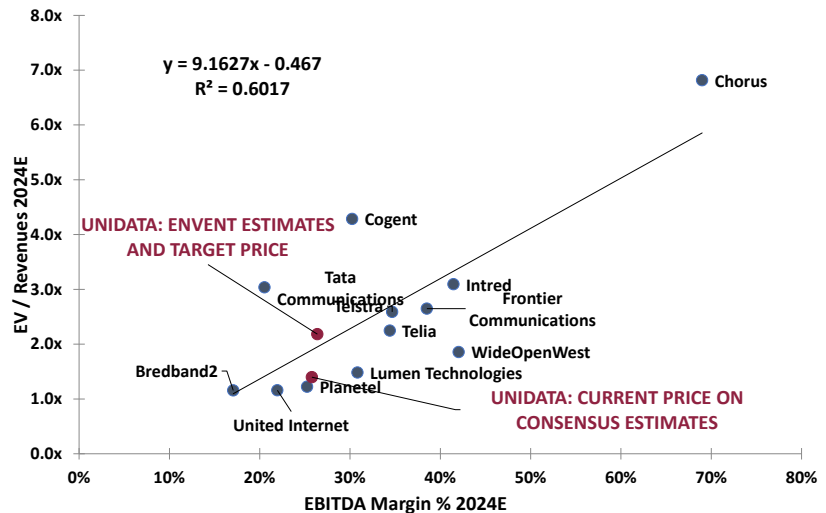 8.0x
7.0x
6.0x
5.0x
4.0x
3.0x
2.0x
1.0x
0.0x
EV / Revenues 2024E
y = 9.1627x - 0.467
R² = 0.6017
Chorus
Cogent
UNIDATA: ENVENT ESTIMATES
AND TARGET PRICE
Tata
Communications
Telstra
Intred
Frontier
Communications
Telia
WideOpenWest
Bredband2
Lumen Technologies
Planetel
United Internet
UNIDATA: CURRENT PRICE ON
CONSENSUS ESTIMATES
0%
10%
20%
30%
40%
50%
60%
70%
80%
EBITDA Margin % 2024E